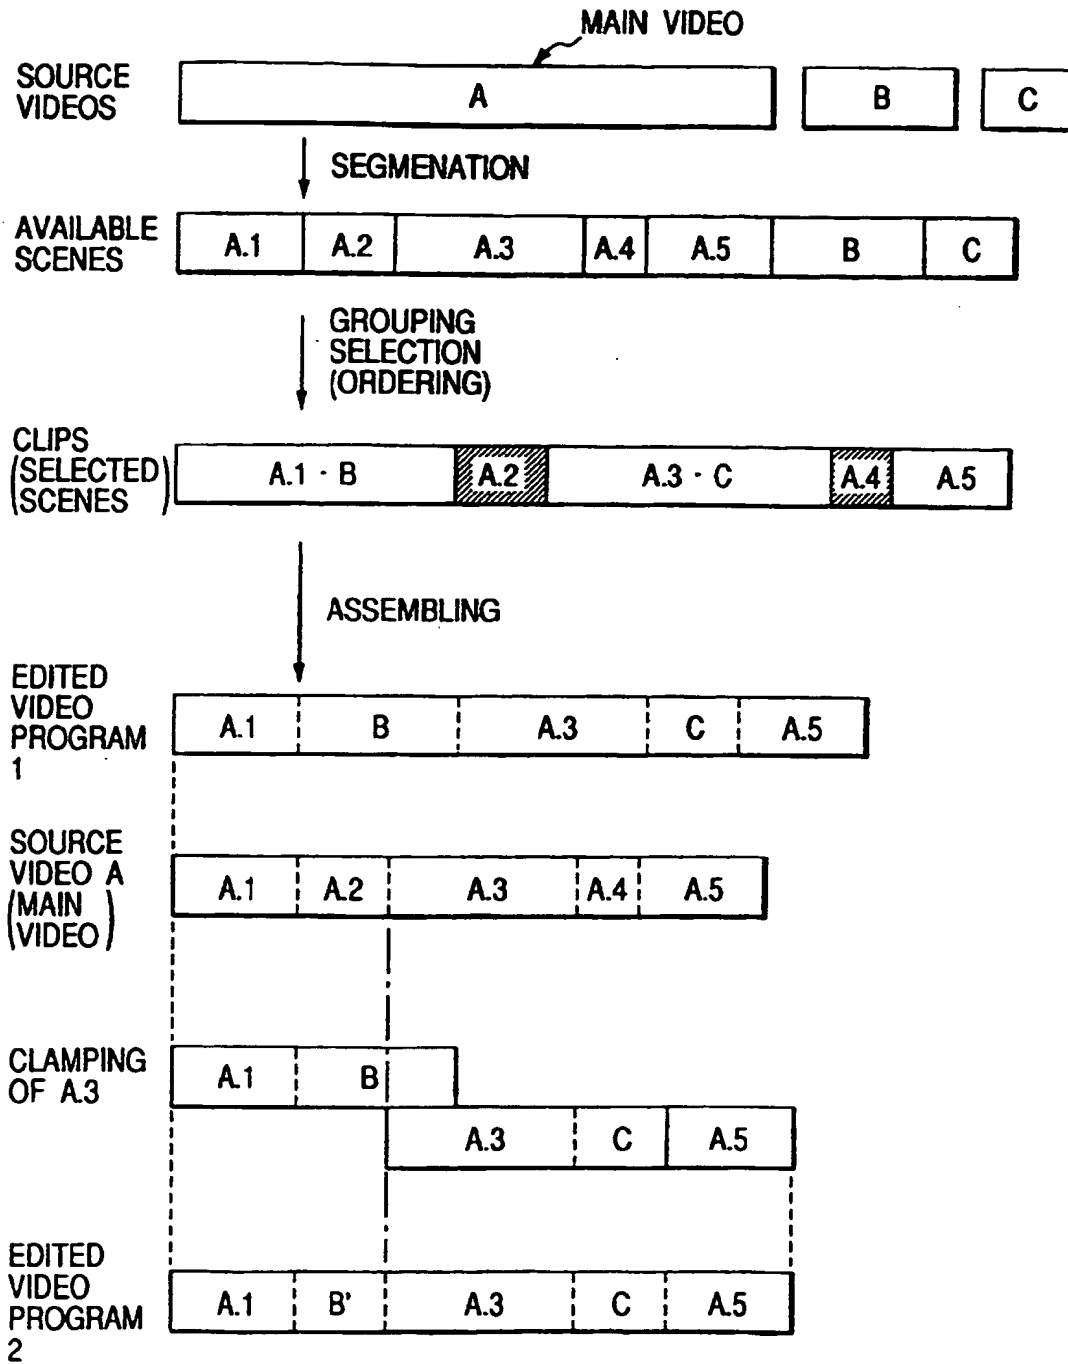 MAIN VIDEO
SOURCE
VIDEOS
A
B
C
SEGMENATION
AVAILABLE
SCENES
A.1
A.2
A.3
A.4
A.5
B
C
GROUPING
SELECTION
(ORDERING)
CLIPS
(SELECTED)
SCENES
A.1 · B
A.2
A.3 · C
A.4
A.5
ASSEMBLING
EDITED
VIDEO
PROGRAM
1
A.1
B
A.3
C
A.5
SOURCE
VIDEO A
(MAIN
VIDEO)
A.1
A.2
A.3
A.4
A.5
CLAMPING
OF A.3
A.1
B
A.3
C
A.5
EDITED
VIDEO
PROGRAM
2
A.1
B'
A.3
C
A.5